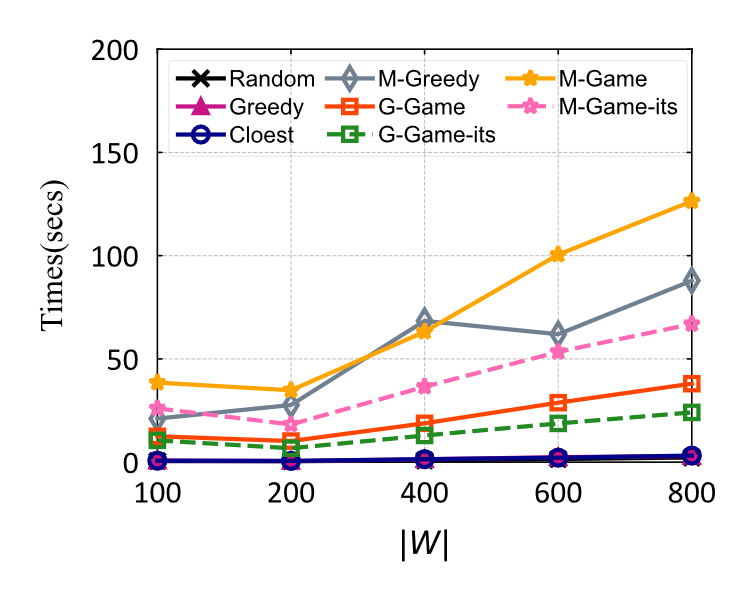 200
150
100
50
0
Times(secs)
Random
Greedy
Cloest
M-Greedy
G-Game
G-Game-its
M-Game
M-Game-its
100 200 400 600 800
|W|